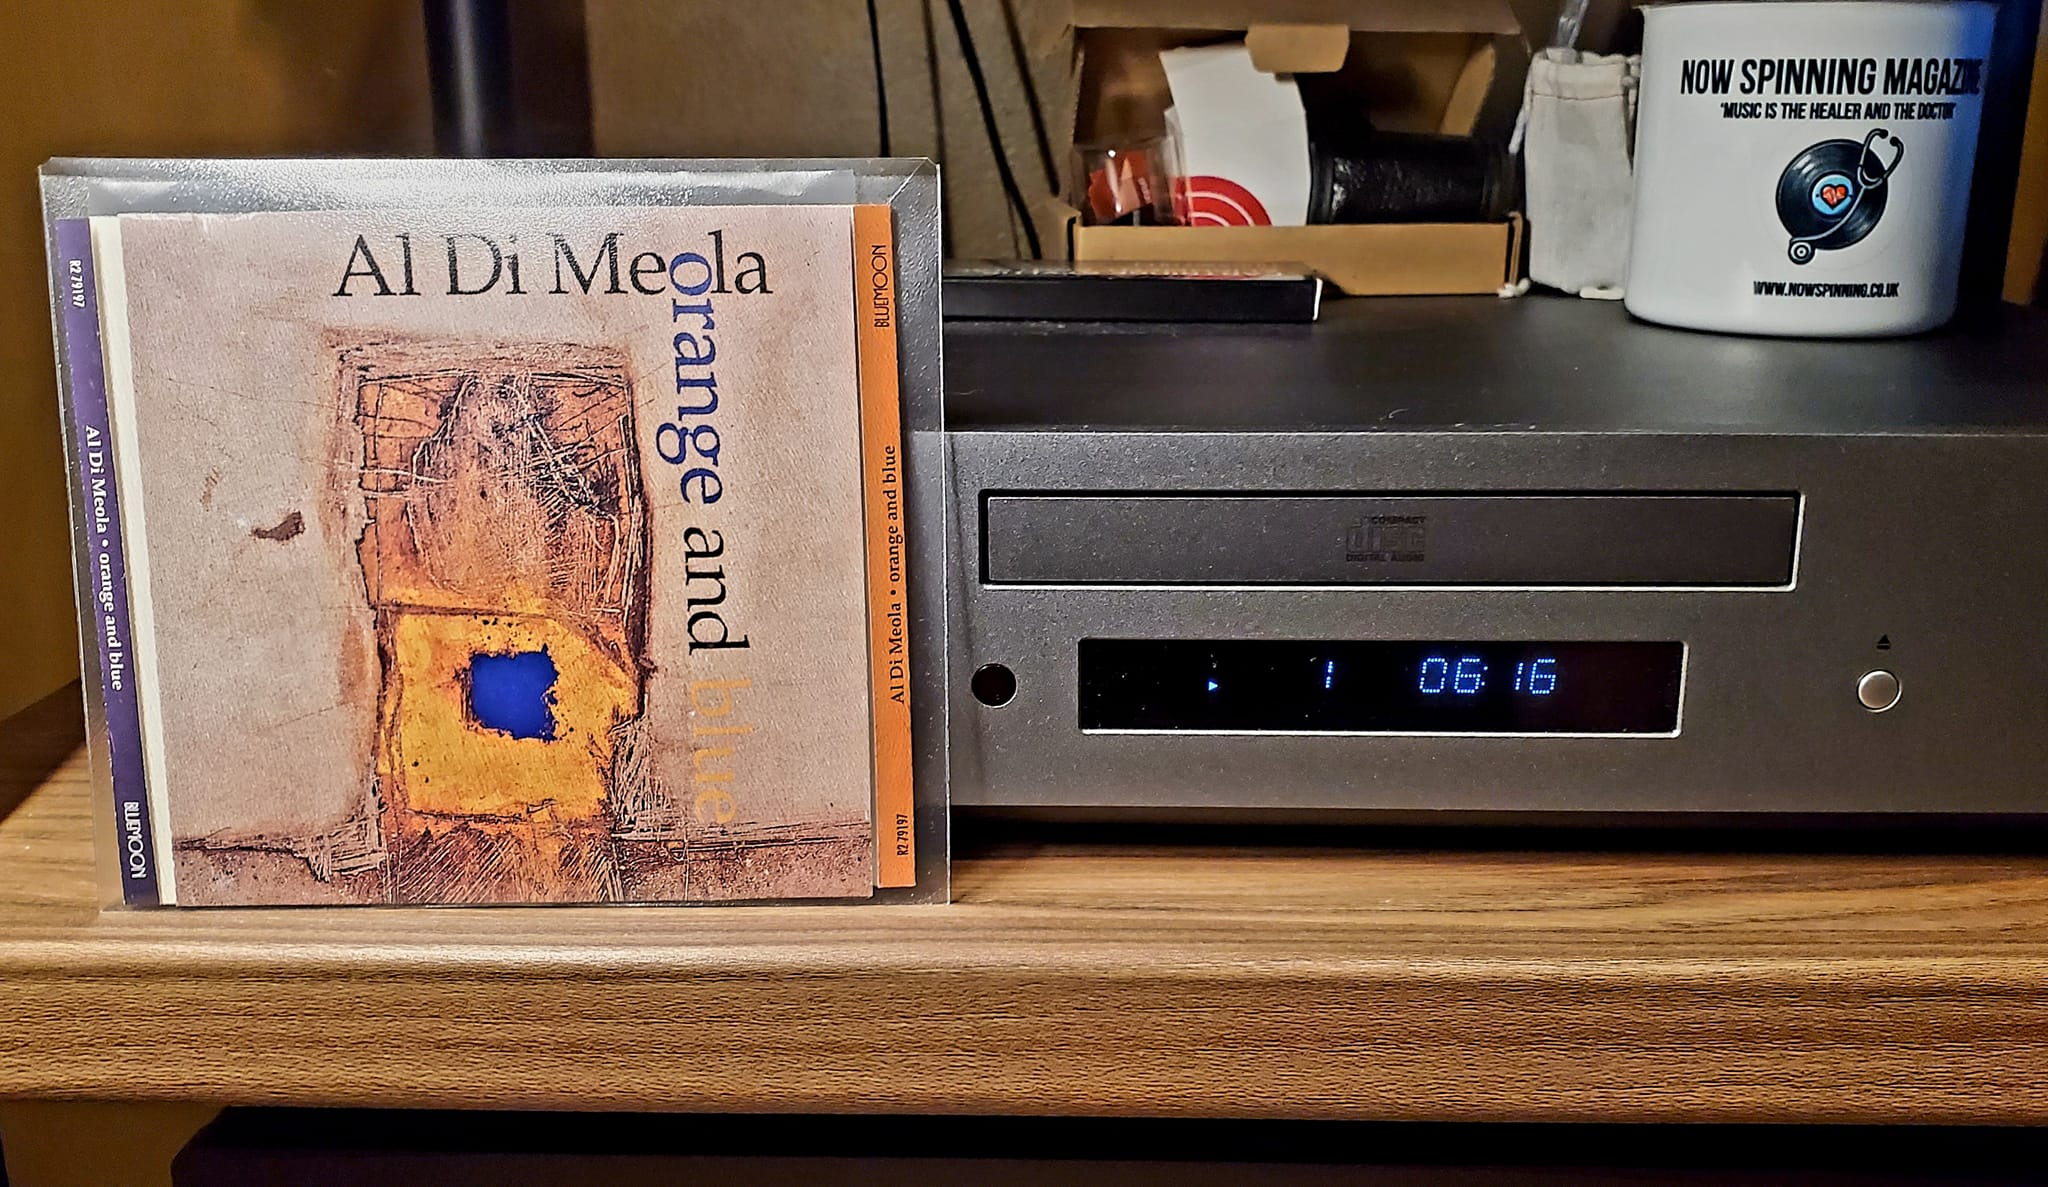 Al Di Meola
orange and blue
R2 79197
Al Di Meola • orange and blue
BLUEMOON
BLUEMOON
Al Di Meola • orange and blue
R2 79197
NOW SPINNING MAGAZINE
'MUSIC IS THE HEALER AND THE DOCTOR'
WWW.NOWSPINNING.CO.UK
COMPACT
disc
DIGITAL AUDIO
1 06:16